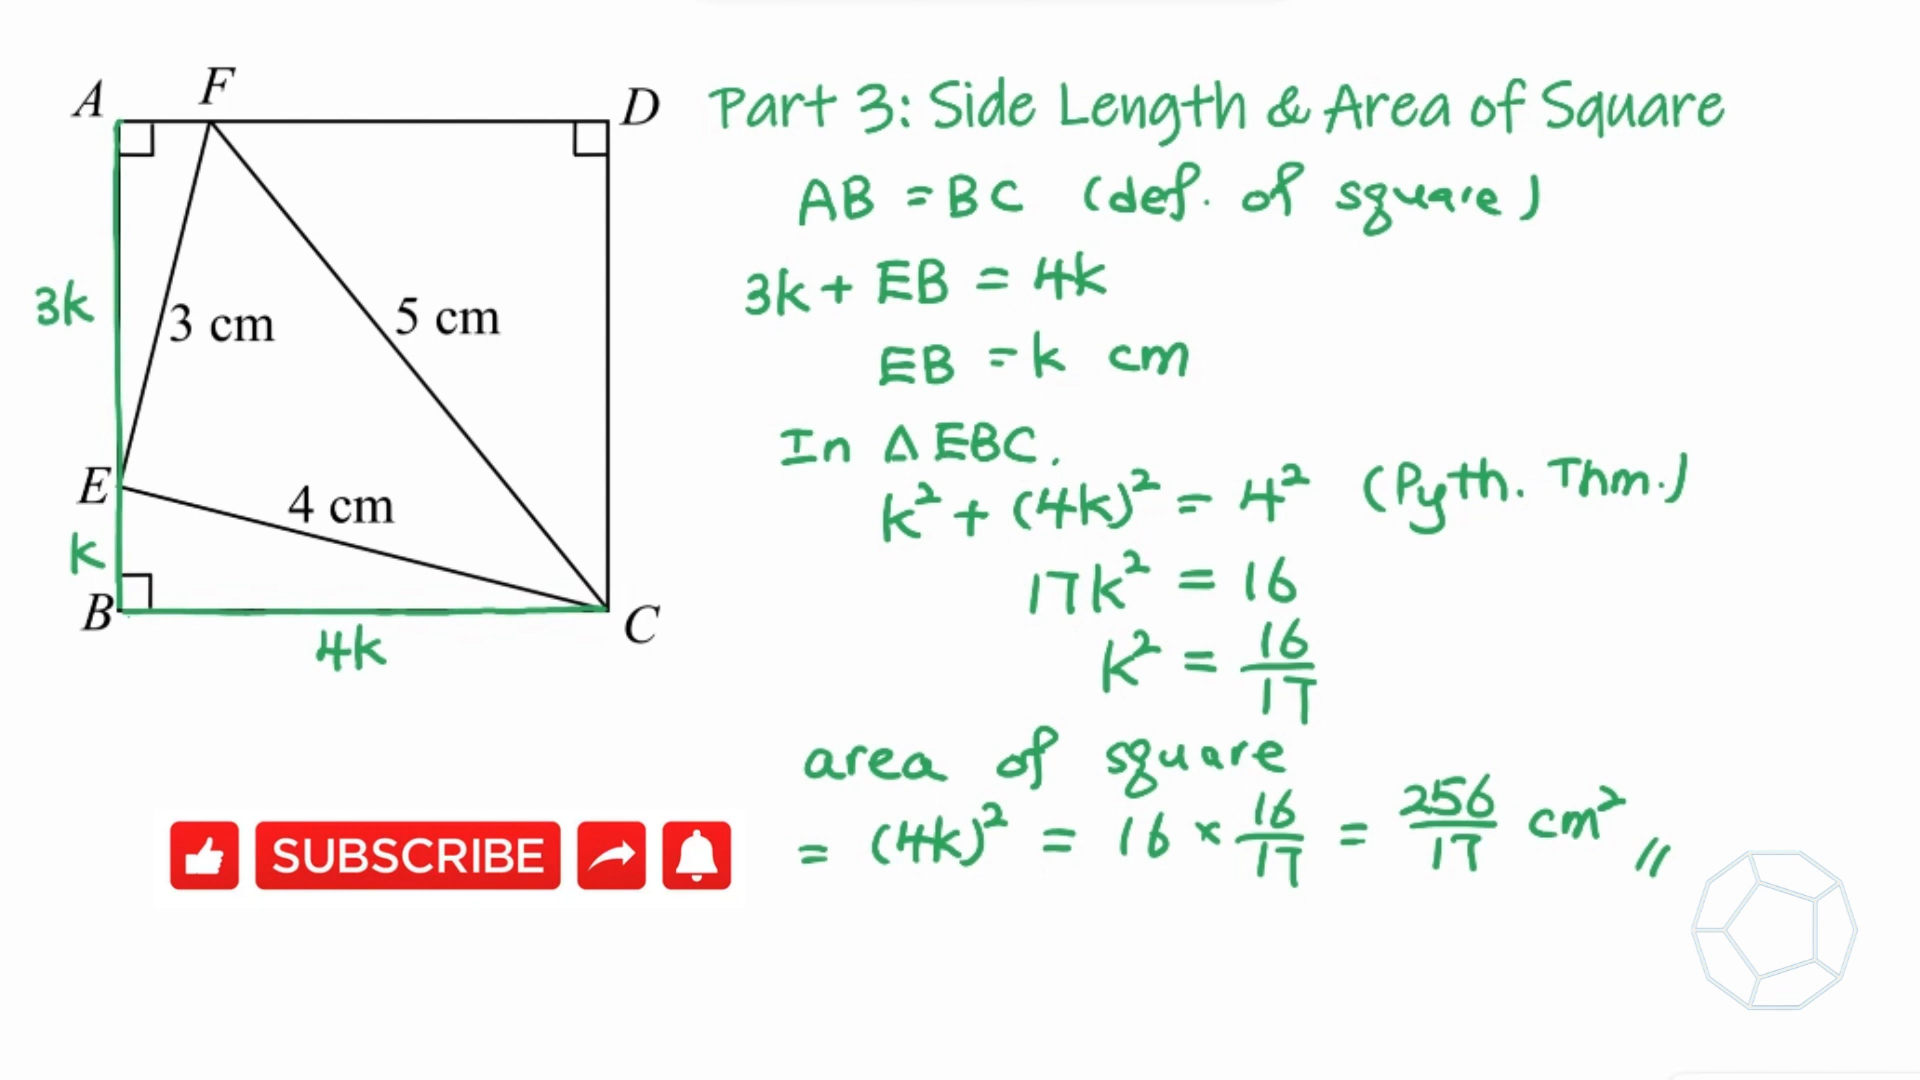 Part 3: Side Length & Area of Square
A F D
AB = BC (def. of square)
3k + EB = 4k
3k 3 cm 5 cm
EB = k cm
In △EBC,
E 4 cm
k² + (4k)² = 4² (Pyth. Thm.)
k
17k² = 16
B C
4k
k² = 16/17
area of square
= (4k)² = 16 × 16/17 = 256/17 cm² //
SUBSCRIBE